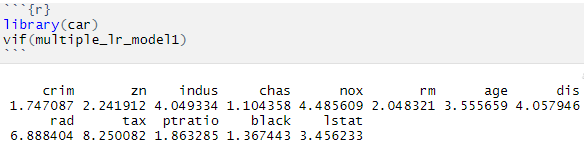 ```{r}
library(car)
vif(multiple_lr_model1)
```
crim zn indus chas nox rm age dis
1.747087 2.241912 4.049334 1.104358 4.485609 2.048321 3.555659 4.057946
rad tax ptratio black lstat
6.888404 8.250082 1.863285 1.367443 3.456233